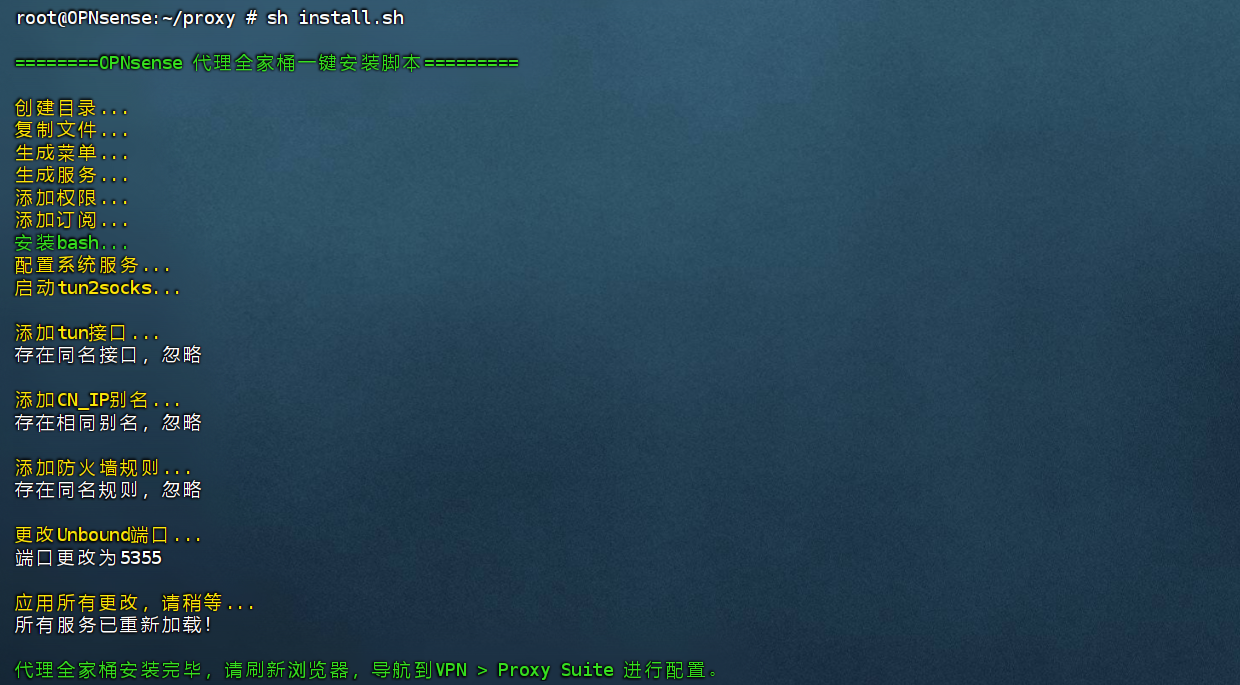 root@OPNsense:~/proxy # sh install.sh
========OPNsense 代理全家桶一键安装脚本=========
创建目录...
复制文件...
生成菜单...
生成服务...
添加权限...
添加订阅...
安装bash...
配置系统服务...
启动tun2socks...
添加tun接口...
存在同名接口，忽略
添加CN_IP别名...
存在相同别名，忽略
添加防火墙规则...
存在同名规则，忽略
更改Unbound端口...
端口更改为5355
应用所有更改，请稍等...
所有服务已重新加载！
代理全家桶安装完毕，请刷新浏览器，导航到VPN > Proxy Suite 进行配置。